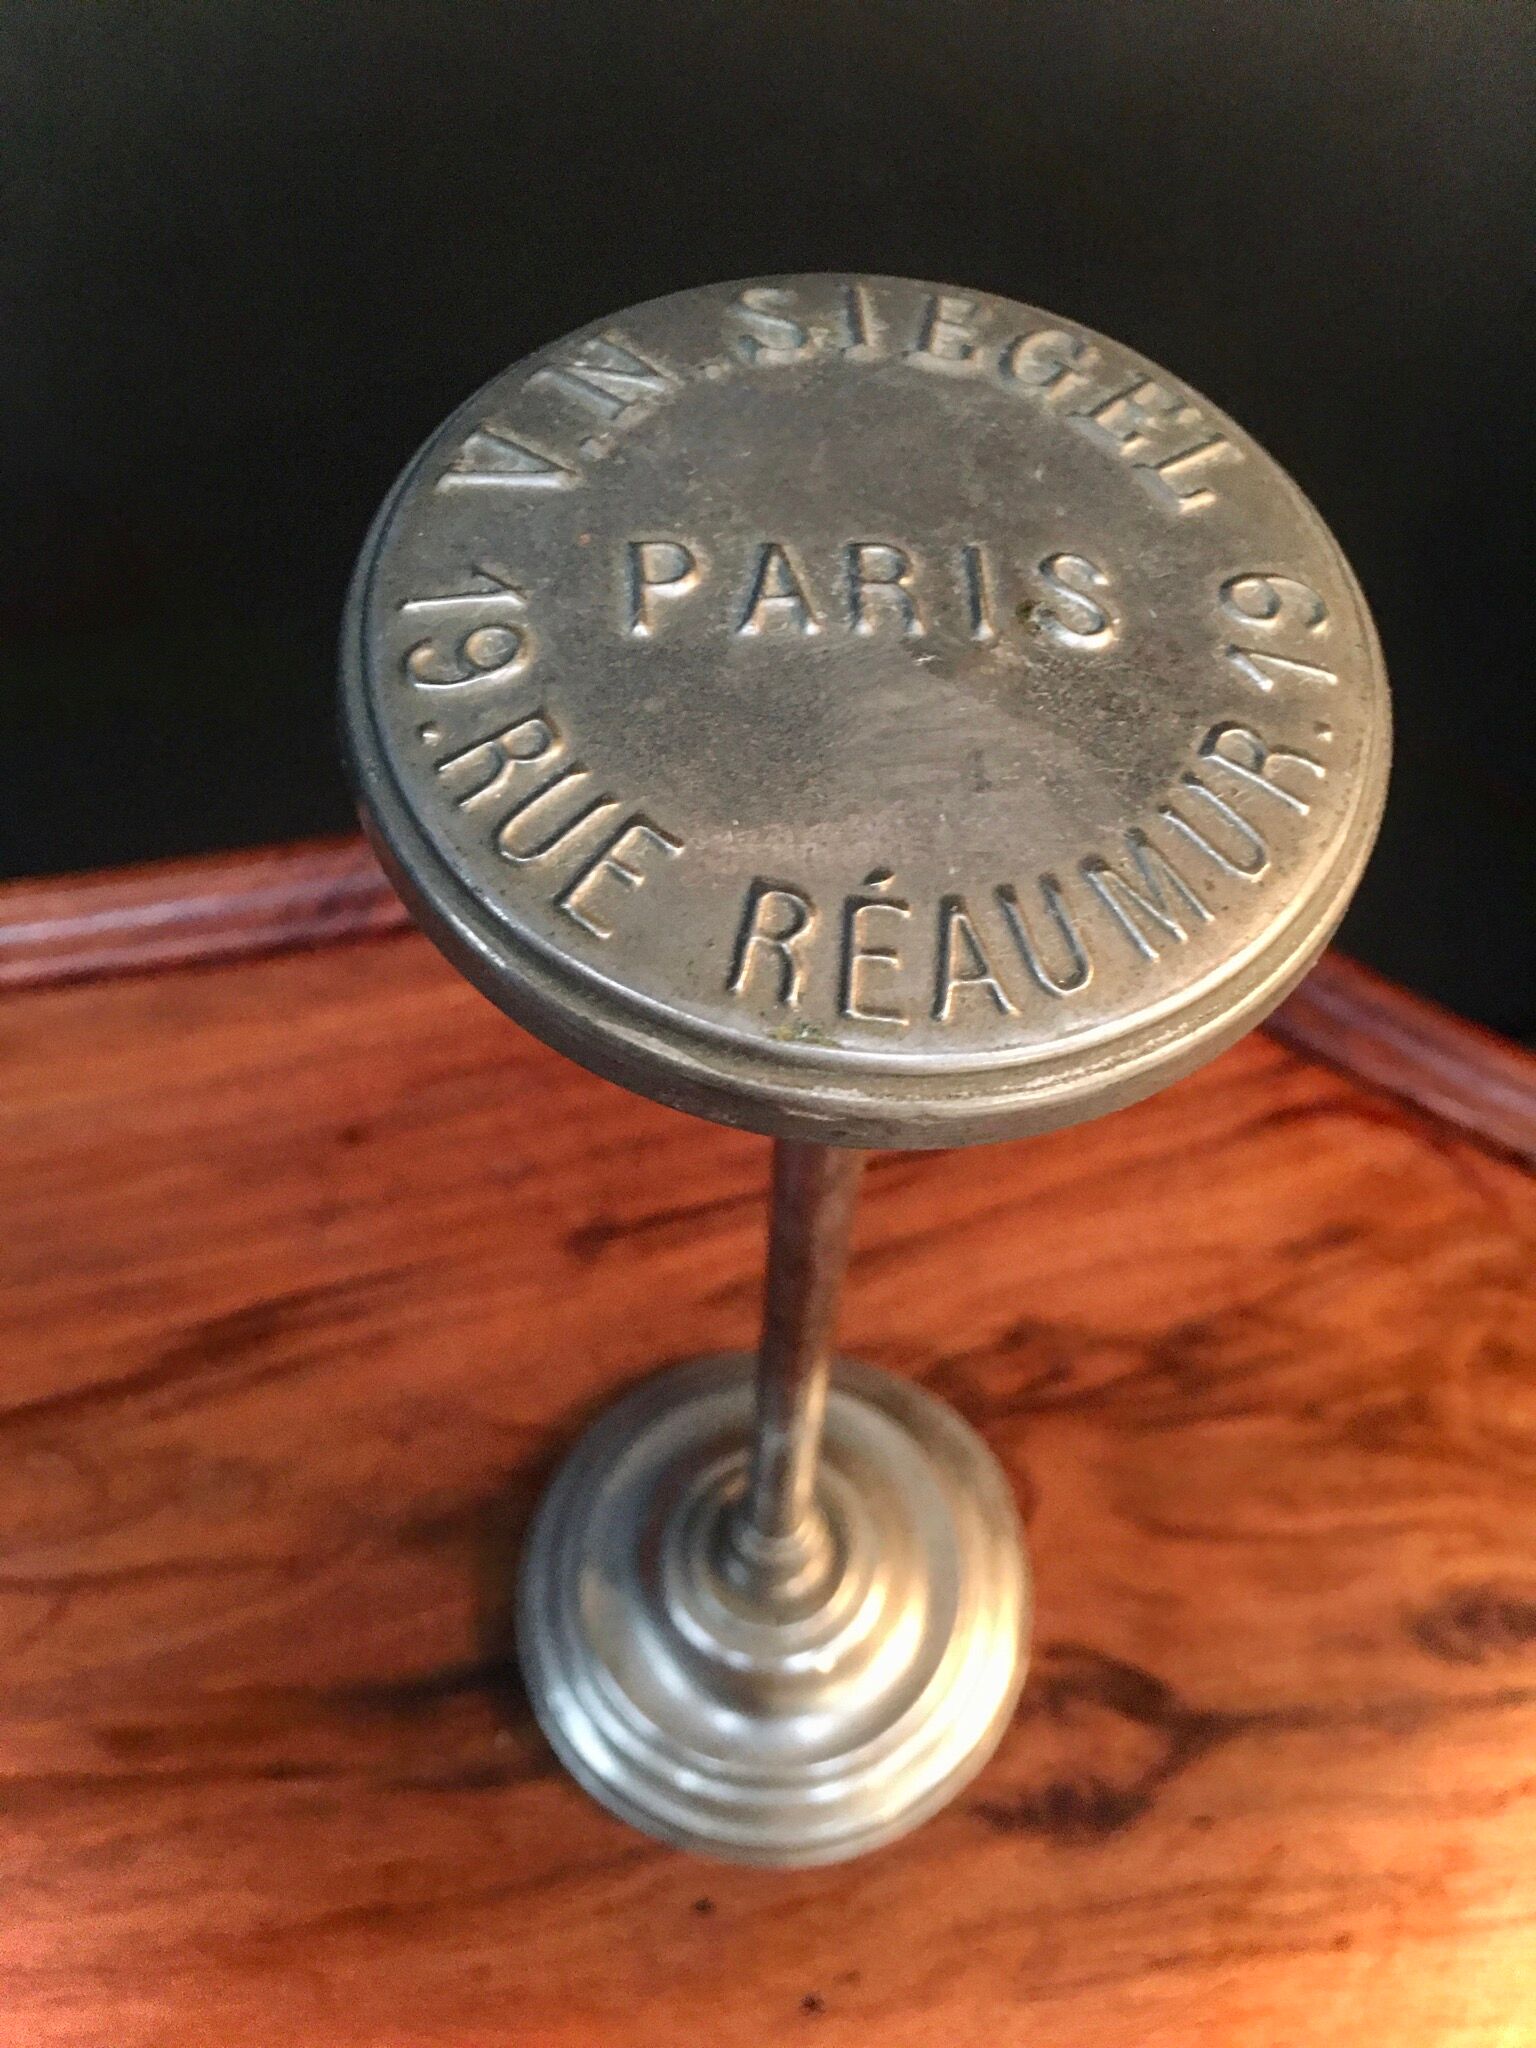 V.N. SIEGEL
PARIS
19. RUE RÉAUMUR. 19